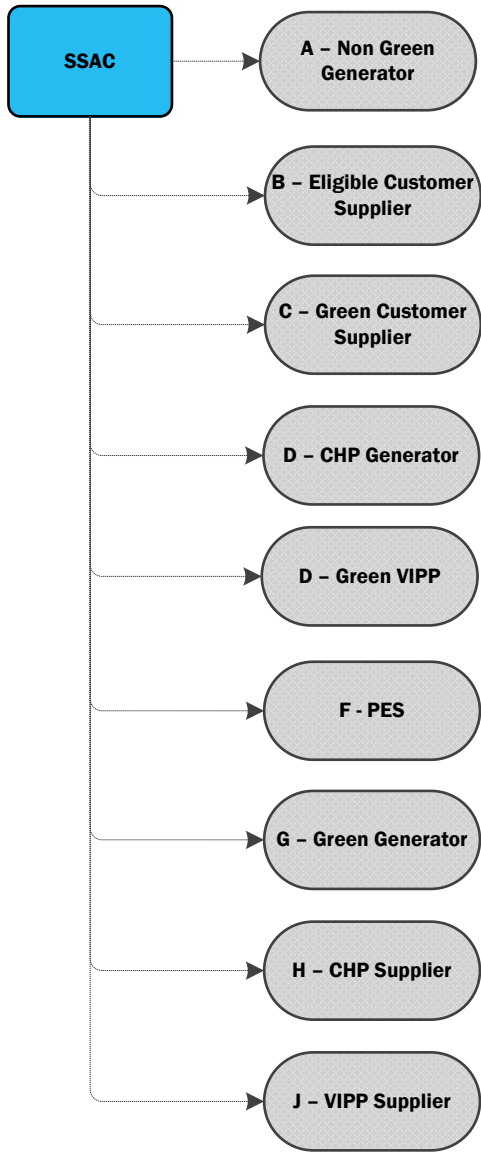 SSAC
A – Non Green
Generator
B – Eligible Customer
Supplier
C – Green Customer
Supplier
D – CHP Generator
D – Green VIPP
F - PES
G – Green Generator
H – CHP Supplier
J – VIPP Supplier